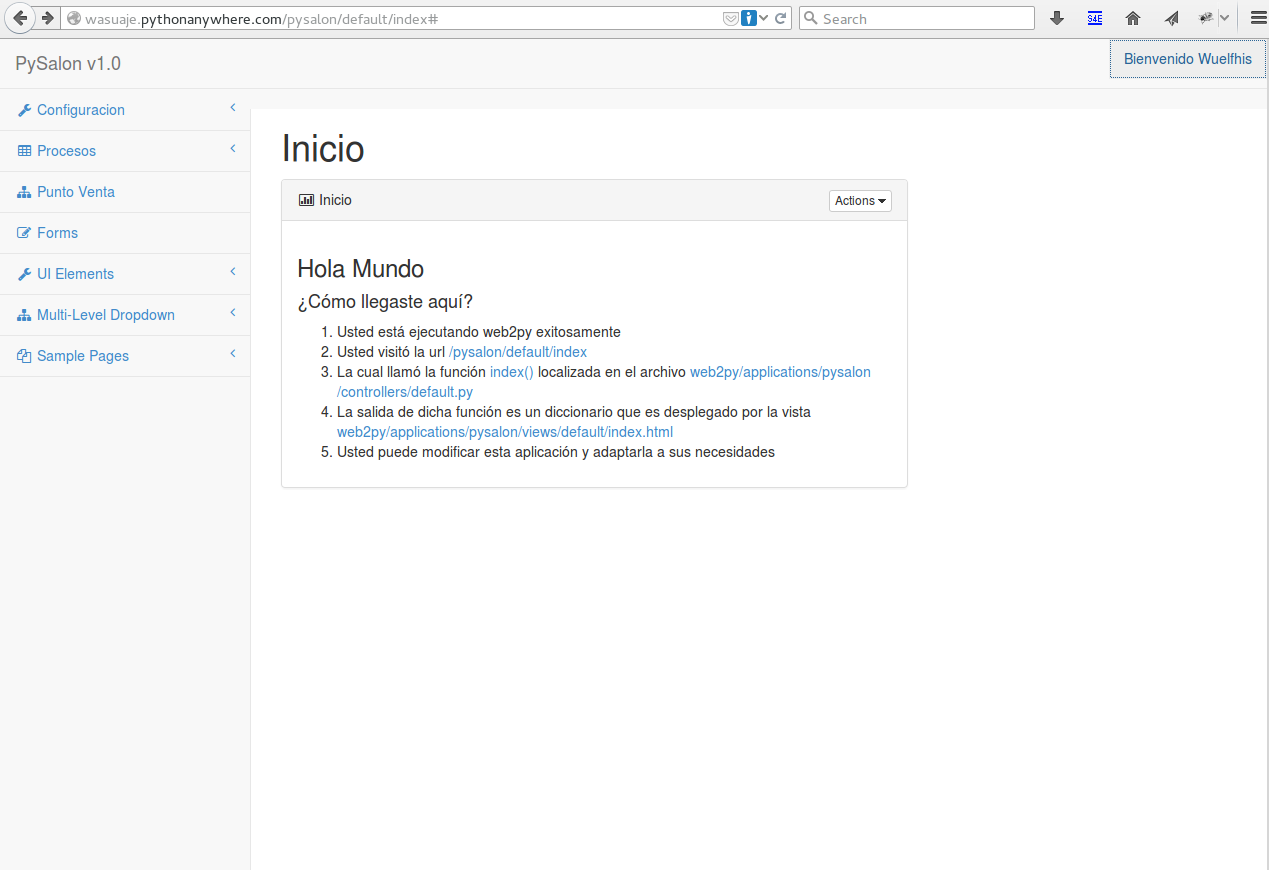 wasuaje.pythonanywhere.com/pysalon/default/index#
Search
S4E
PySalon v1.0
Bienvenido Wuelfhis
Configuracion
Procesos
Punto Venta
Forms
UI Elements
Multi-Level Dropdown
Sample Pages
Inicio
Inicio
Actions
Hola Mundo
¿Cómo llegaste aquí?
1. Usted está ejecutando web2py exitosamente
2. Usted visitó la url /pysalon/default/index
3. La cual llamó la función index() localizada en el archivo web2py/applications/pysalon
/controllers/default.py
4. La salida de dicha función es un diccionario que es desplegado por la vista
web2py/applications/pysalon/views/default/index.html
5. Usted puede modificar esta aplicación y adaptarla a sus necesidades